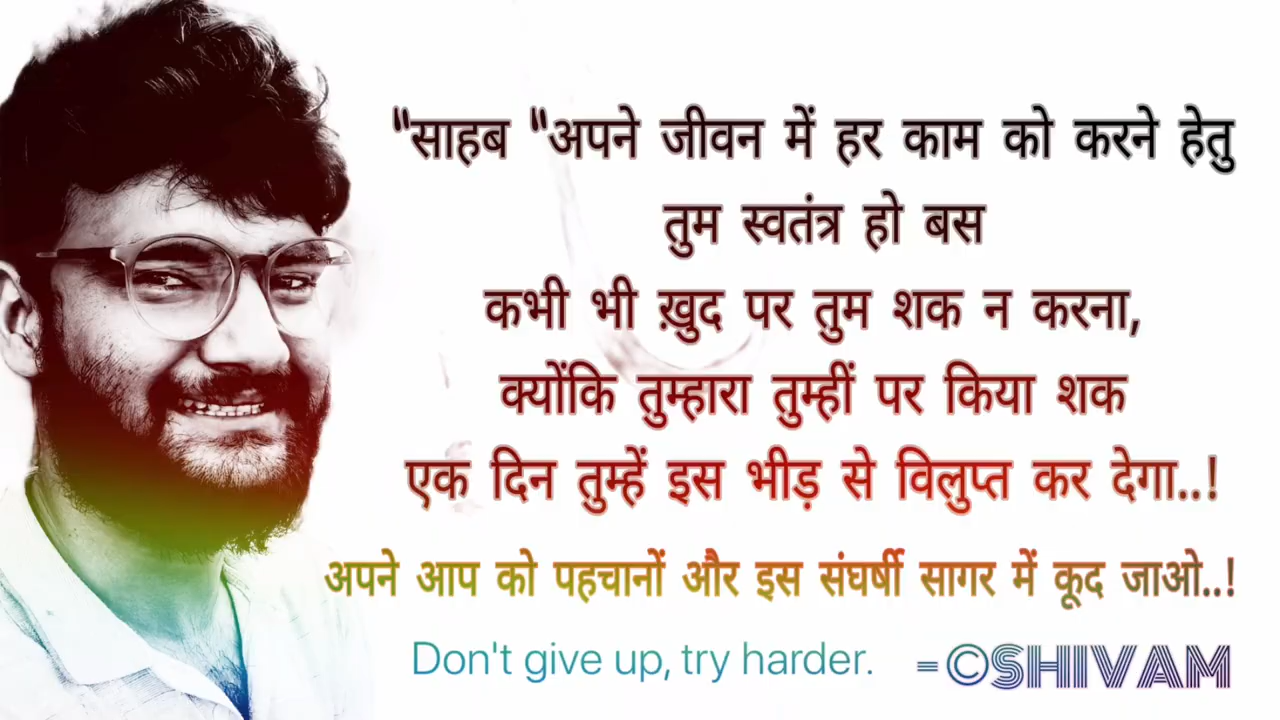 "साहब "अपने जीवन में हर काम को करने हेतु
तुम स्वतंत्र हो बस
कभी भी ख़ुद पर तुम शक न करना,
क्योंकि तुम्हारा तुम्हीं पर किया शक
एक दिन तुम्हें इस भीड़ से विलुप्त कर देगा..!
अपने आप को पहचानों और इस संघर्षी सागर में कूद जाओ..!
Don't give up, try harder. -©SHIVAM